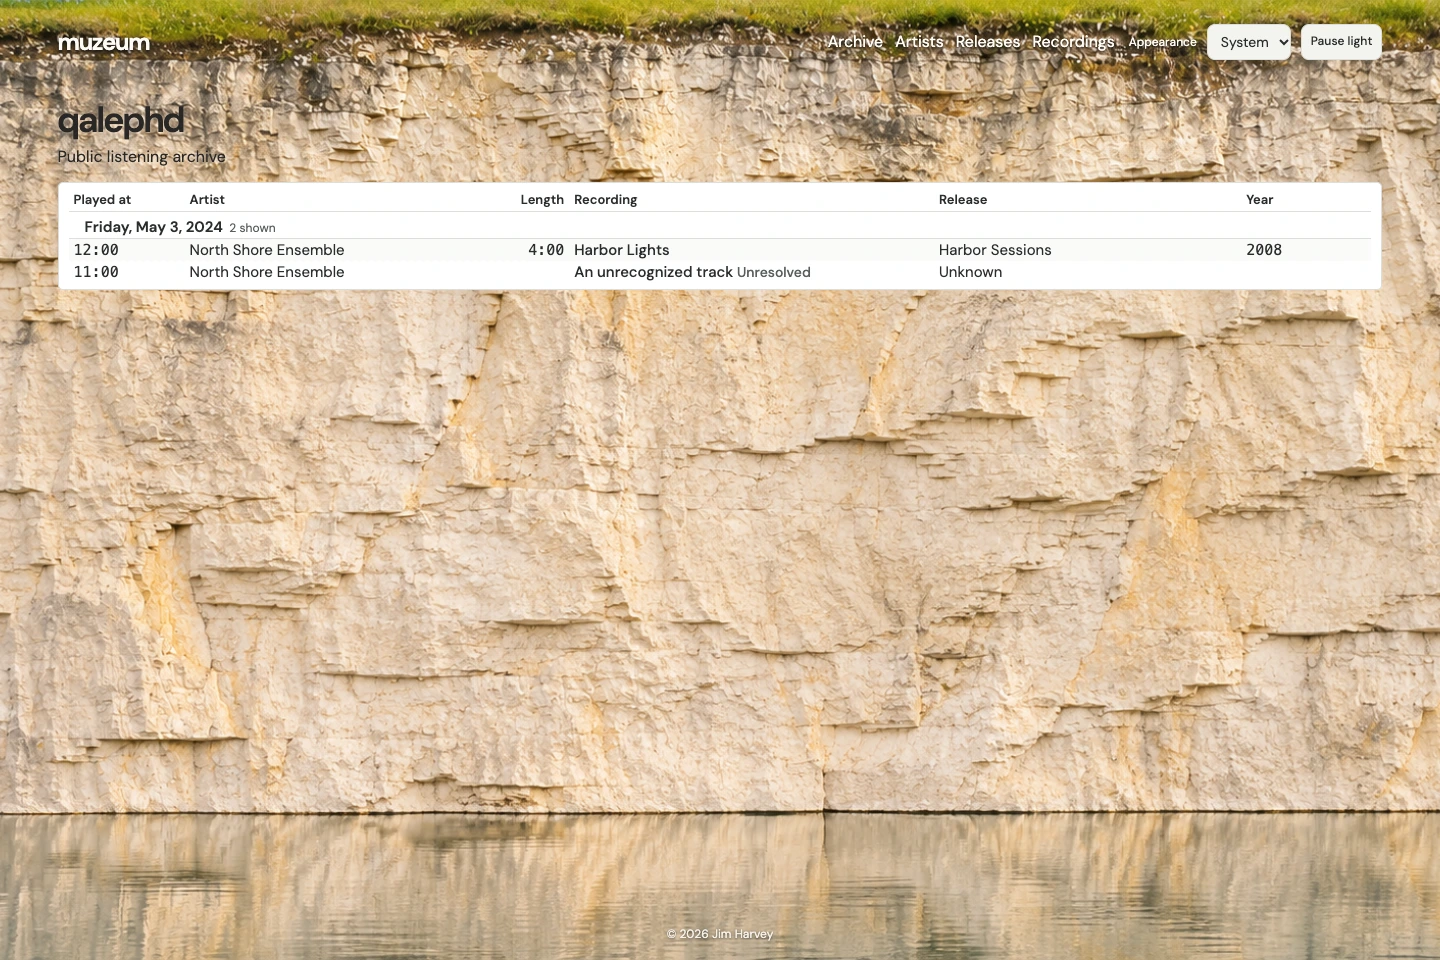 muzeum Archive Artists Releases Recordings Appearance System Pause light
qalephd
Public listening archive
Played at Artist Length Recording Release Year
Friday, May 3, 2024 2 shown
12:00 North Shore Ensemble 4:00 Harbor Lights Harbor Sessions 2008
11:00 North Shore Ensemble An unrecognized track Unresolved Unknown
© 2026 Jim Harvey